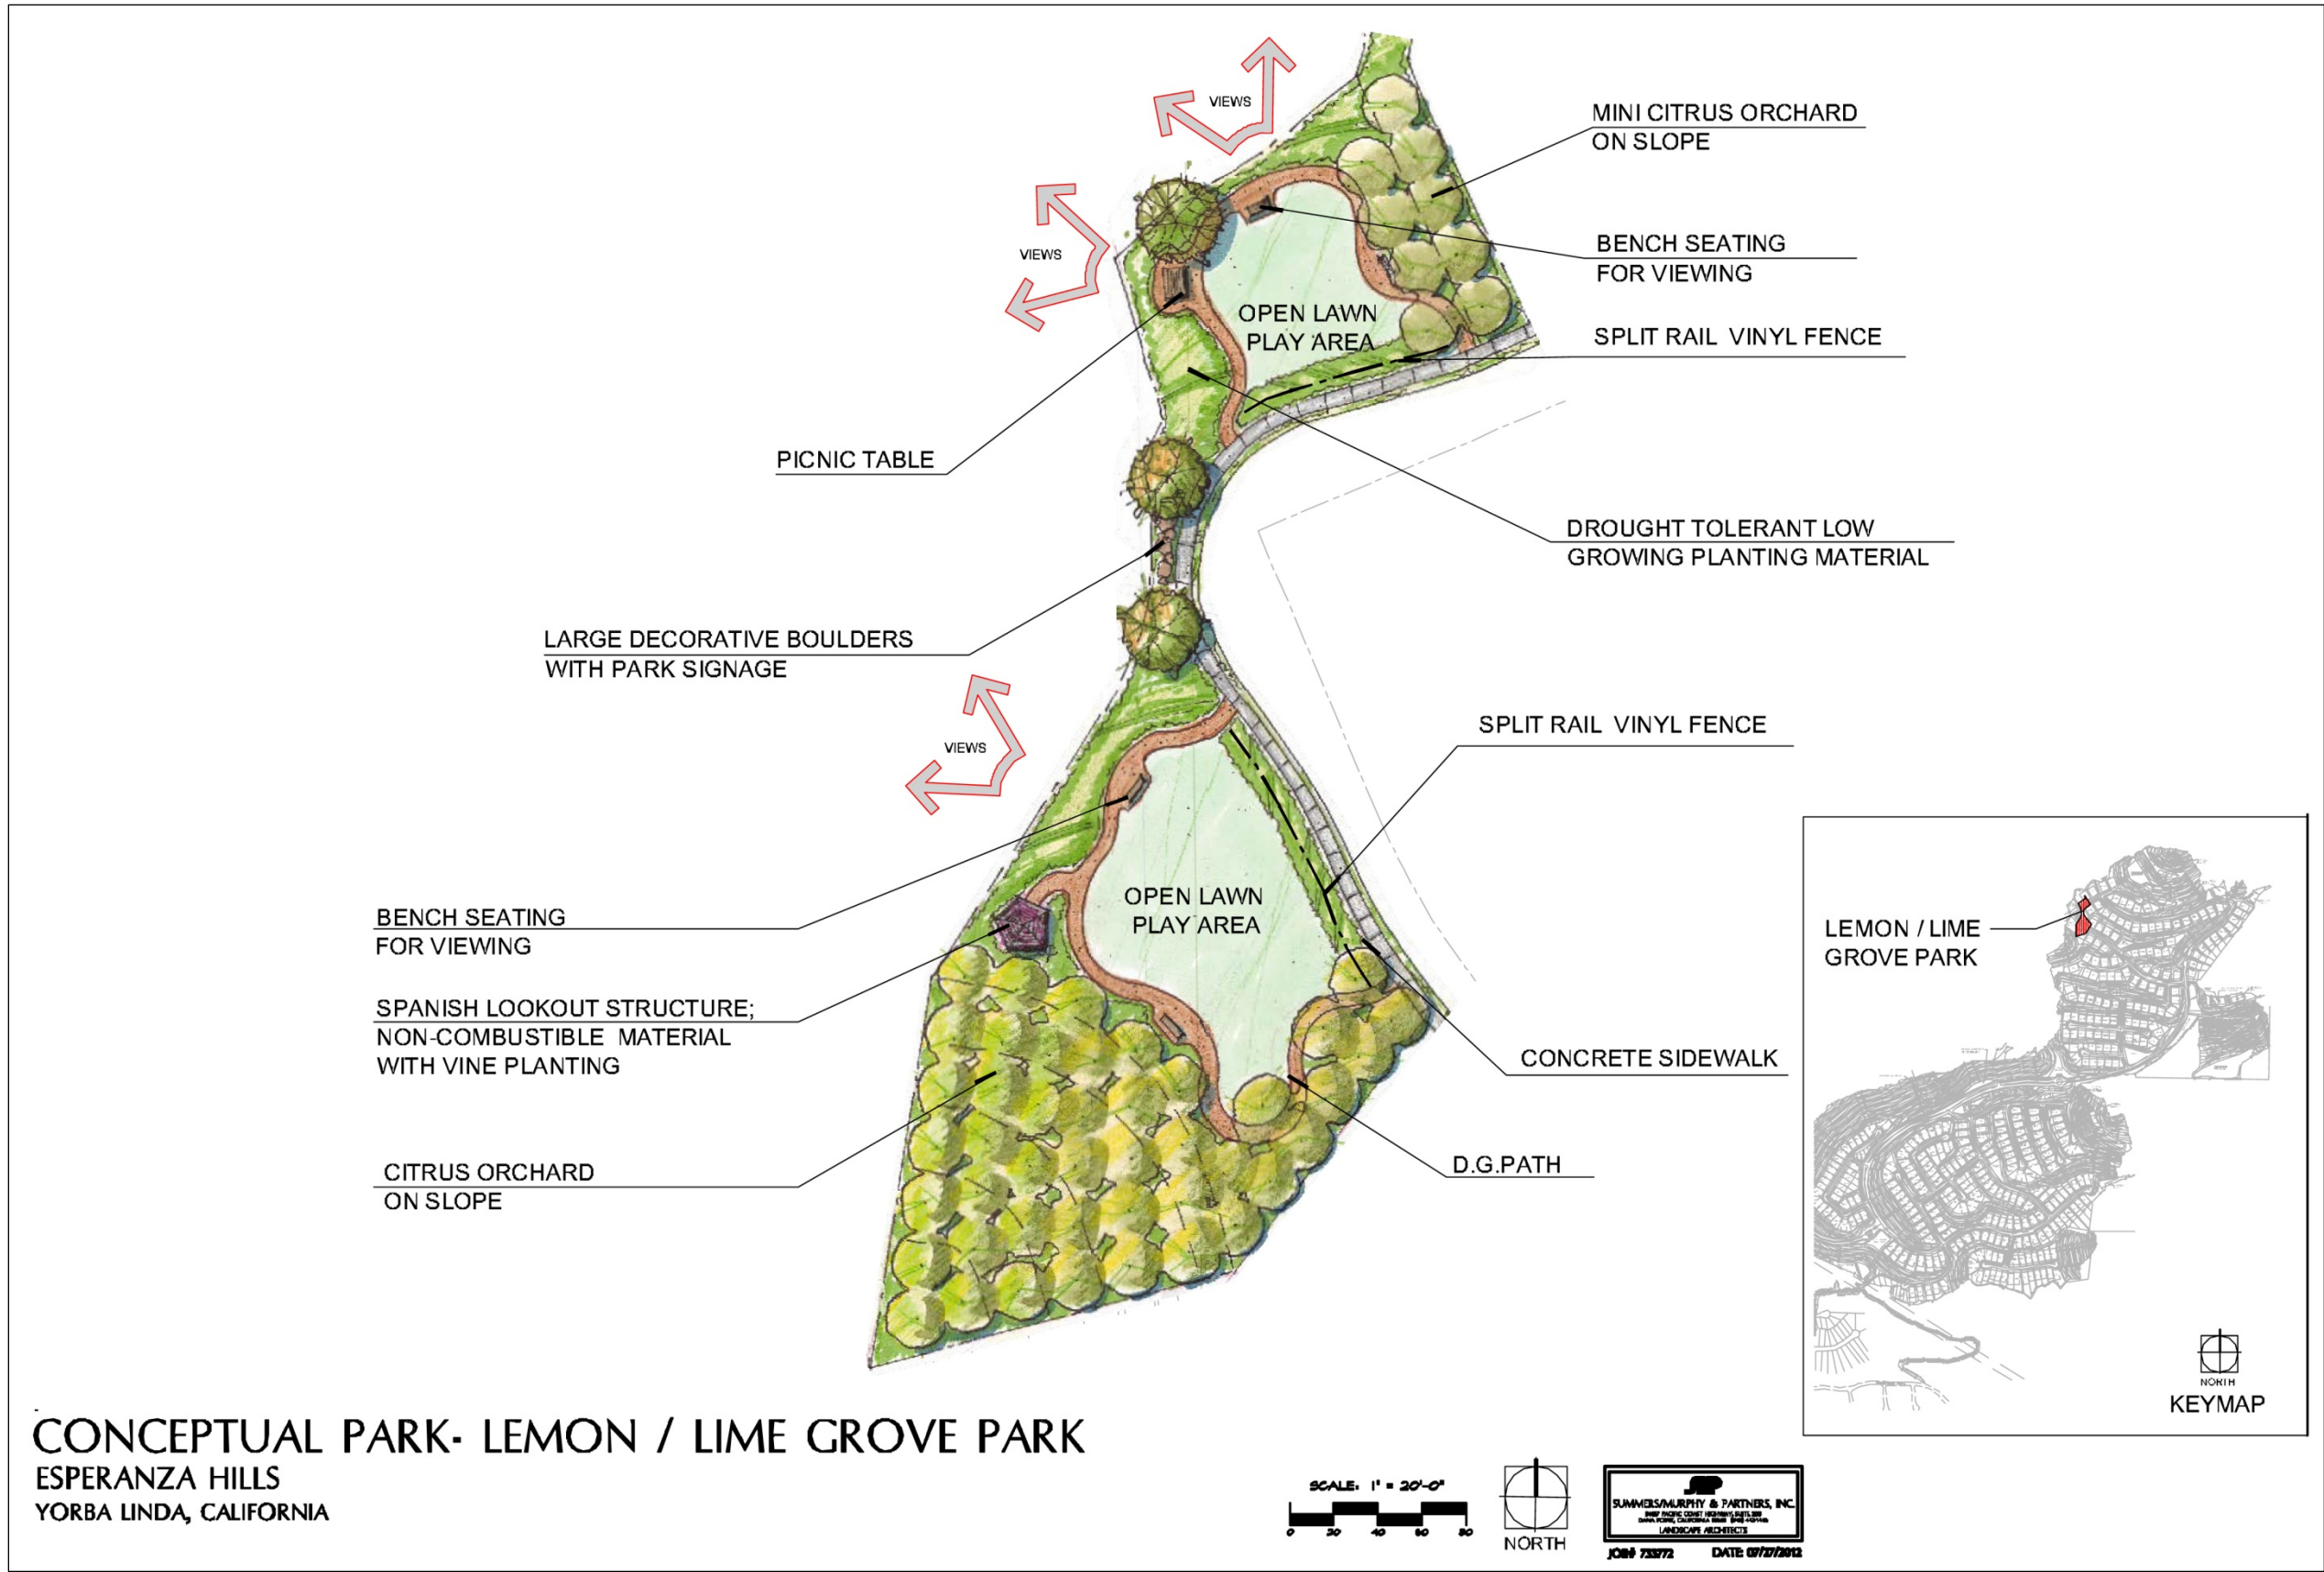 VIEWS
MINI CITRUS ORCHARD
ON SLOPE
BENCH SEATING
FOR VIEWING
VIEWS
OPEN LAWN
PLAY AREA
SPLIT RAIL VINYL FENCE
PICNIC TABLE
DROUGHT TOLERANT LOW
GROWING PLANTING MATERIAL
LARGE DECORATIVE BOULDERS
WITH PARK SIGNAGE
VIEWS
SPLIT RAIL VINYL FENCE
OPEN LAWN
PLAY AREA
BENCH SEATING
FOR VIEWING
SPANISH LOOKOUT STRUCTURE;
NON-COMBUSTIBLE MATERIAL
WITH VINE PLANTING
CONCRETE SIDEWALK
CITRUS ORCHARD
ON SLOPE
D.G.PATH
LEMON / LIME
GROVE PARK
NORTH
KEYMAP
CONCEPTUAL PARK- LEMON / LIME GROVE PARK
ESPERANZA HILLS
YORBA LINDA, CALIFORNIA
SCALE: 1" = 20'-0"
0 20 40 60 80
NORTH
SUMMERS/MURPHY & PARTNERS, INC.
LANDSCAPE ARCHITECTS
DATE: 07/27/2012